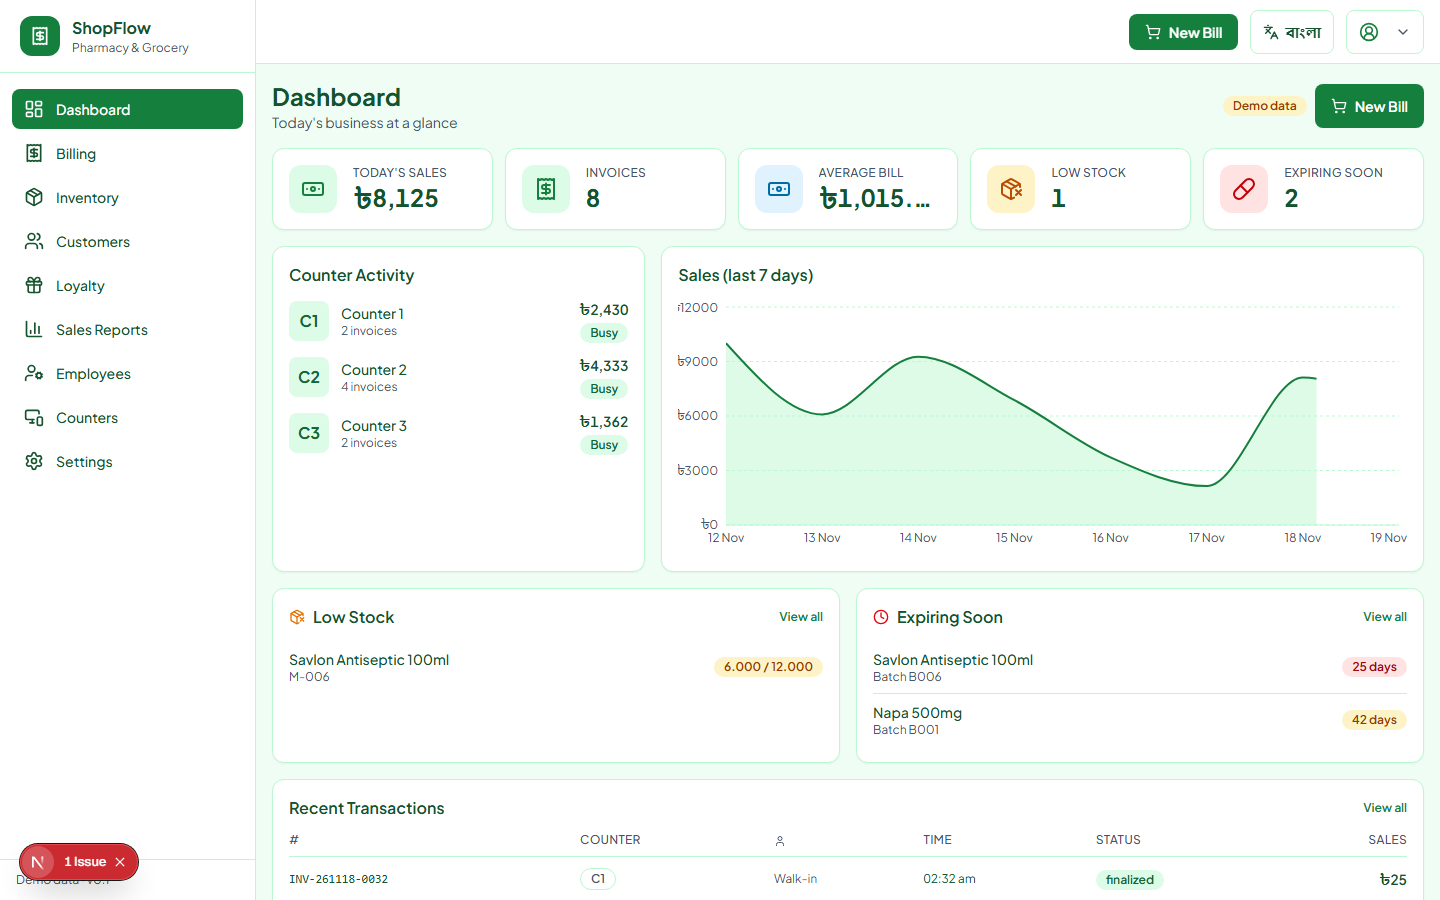 ShopFlow
Pharmacy & Grocery
New Bill
বাংলা
Dashboard
Billing
Inventory
Customers
Loyalty
Sales Reports
Employees
Counters
Settings
1 Issue
Dashboard
Today's business at a glance
Demo data
New Bill
TODAY'S SALES
৳8,125
INVOICES
8
AVERAGE BILL
৳1,015.…
LOW STOCK
1
EXPIRING SOON
2
Counter Activity
C1
Counter 1
2 invoices
৳2,430
Busy
C2
Counter 2
4 invoices
৳4,333
Busy
C3
Counter 3
2 invoices
৳1,362
Busy
Sales (last 7 days)
৳12000
৳9000
৳6000
৳3000
৳0
12 Nov
13 Nov
14 Nov
15 Nov
16 Nov
17 Nov
18 Nov
19 Nov
Low Stock
View all
Savlon Antiseptic 100ml
M-006
6.000 / 12.000
Expiring Soon
View all
Savlon Antiseptic 100ml
Batch B006
25 days
Napa 500mg
Batch B001
42 days
Recent Transactions
View all
# COUNTER TIME STATUS SALES
INV-261118-0032 C1 Walk-in 02:32 am finalized ৳25